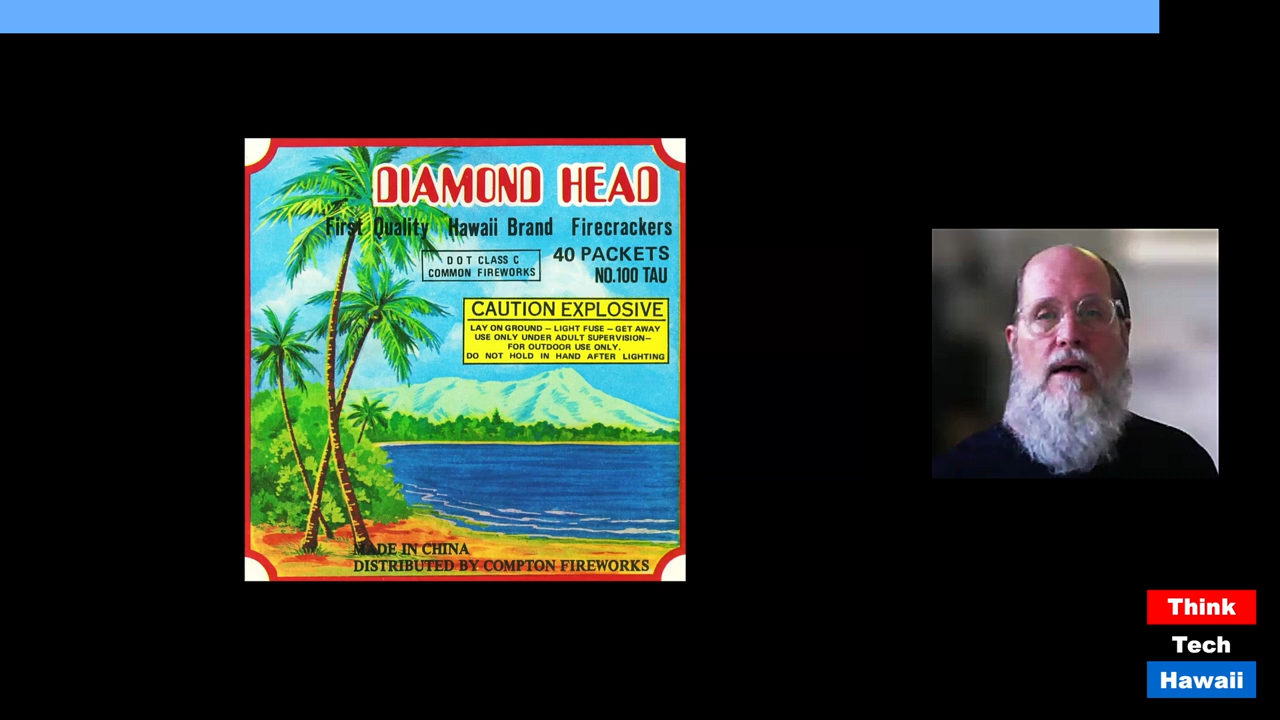 DIAMOND HEAD
First Quality Hawaii Brand Firecrackers
40 PACKETS
NO.100 TAU
D O T CLASS C
COMMON FIREWORKS
CAUTION EXPLOSIVE
LAY ON GROUND – LIGHT FUSE – GET AWAY
USE ONLY UNDER ADULT SUPERVISION–
FOR OUTDOOR USE ONLY.
DO NOT HOLD IN HAND AFTER LIGHTING
MADE IN CHINA
DISTRIBUTED BY COMPTON FIREWORKS
Think
Tech
Hawaii